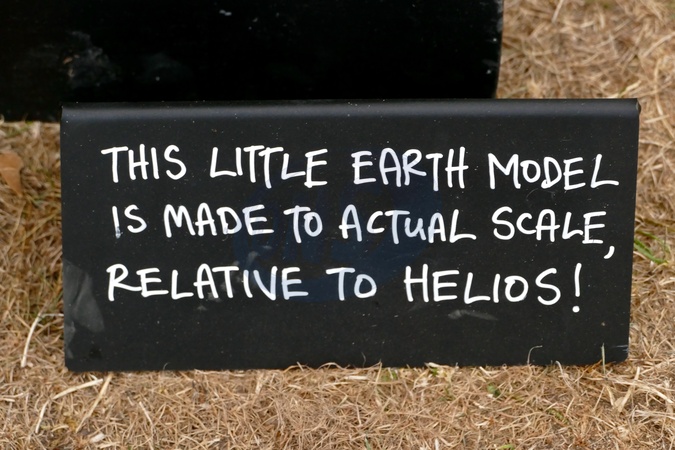 THIS LITTLE EARTH MODEL
IS MADE TO ACTUAL SCALE,
RELATIVE TO HELIOS!